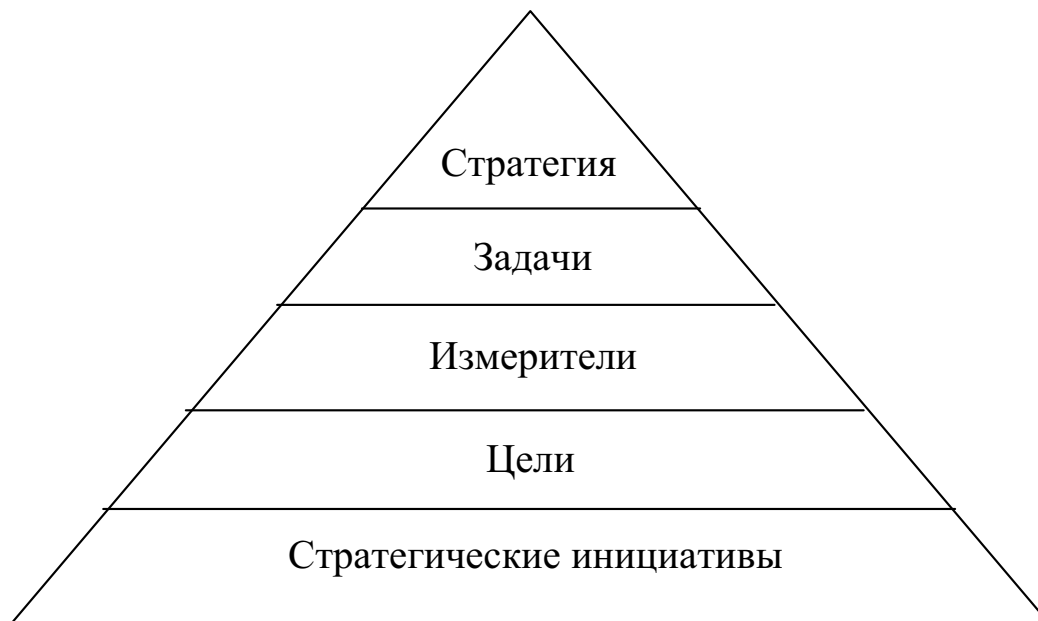 Стратегия
Задачи
Измерители
Цели
Стратегические инициативы